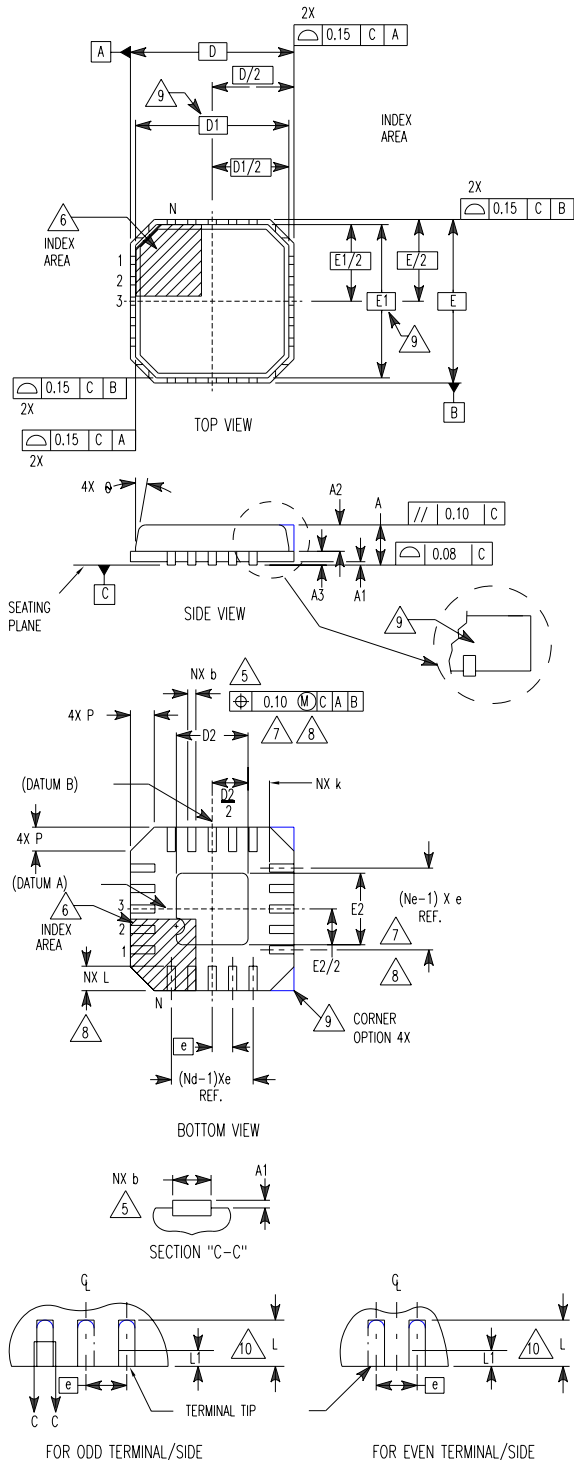 2X
0.15 C A
A
D
D/2
9
D1
INDEX
AREA
D1/2
2X
0.15 C B
6
INDEX
AREA
N
1
2
3
E1/2
E/2
E1
E
9
B
0.15 C B
2X
0.15 C A
2X
TOP VIEW
4X θ
A2
A
// 0.10 C
0.08 C
A3
A1
C
SEATING
PLANE
SIDE VIEW
9
NX b
5
0.10 M C A B
4X P
D2
7
8
(DATUM B)
D2
2
NX k
4X P
(DATUM A)
6
INDEX
AREA
3
2
1
E2
E2/2
(Ne-1) X e
REF.
7
8
NX L
8
N
9
CORNER
OPTION 4X
e
(Nd-1)Xe
REF.
BOTTOM VIEW
NX b
5
A1
SECTION "C-C"
CL
CL
L
10
L1
e
C C
TERMINAL TIP
L
10
L1
e
FOR ODD TERMINAL/SIDE
FOR EVEN TERMINAL/SIDE